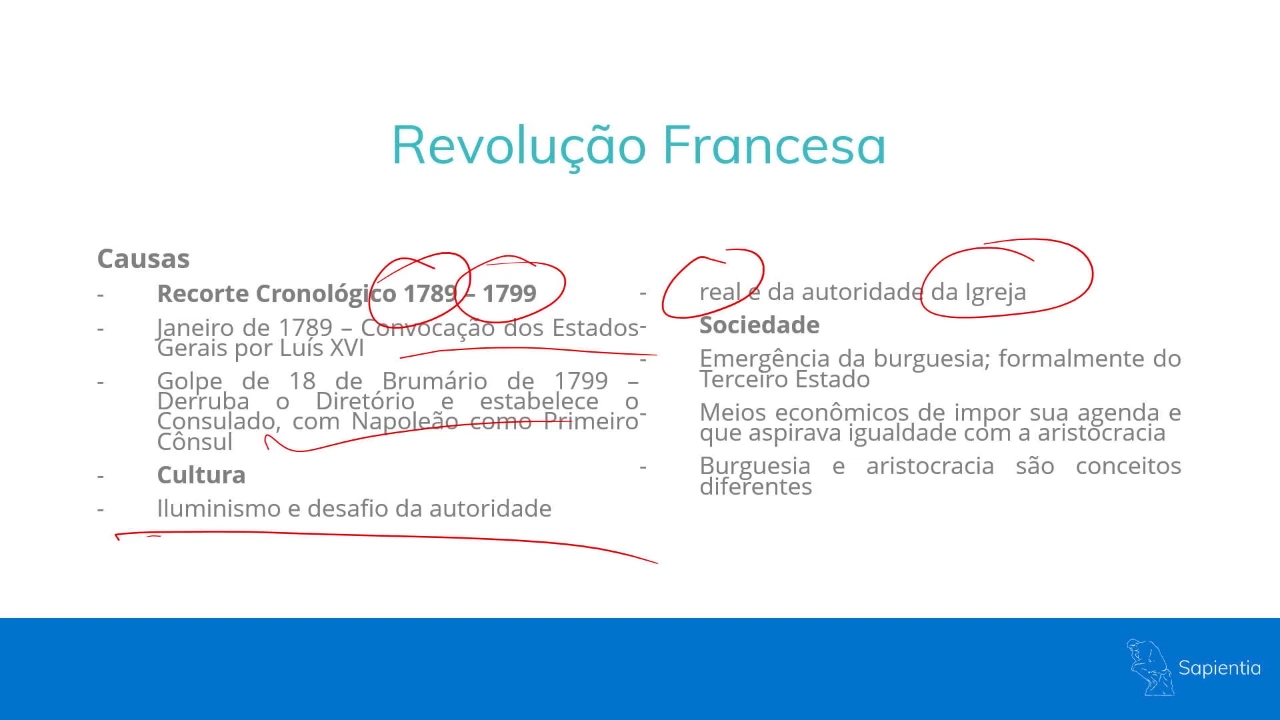 Revolução Francesa
Causas
- Recorte Cronológico 1789 – 1799
- Janeiro de 1789 – Convocação dos Estados
Gerais por Luís XVI
- Golpe de 18 de Brumário de 1799 –
Derruba o Diretório e estabelece o
Consulado, com Napoleão como Primeiro
Cônsul
- Cultura
- Iluminismo e desafio da autoridade
- real e da autoridade da Igreja
- Sociedade
- Emergência da burguesia; formalmente do
Terceiro Estado
- Meios econômicos de impor sua agenda e
que aspirava igualdade com a aristocracia
- Burguesia e aristocracia são conceitos
diferentes
Sapientia